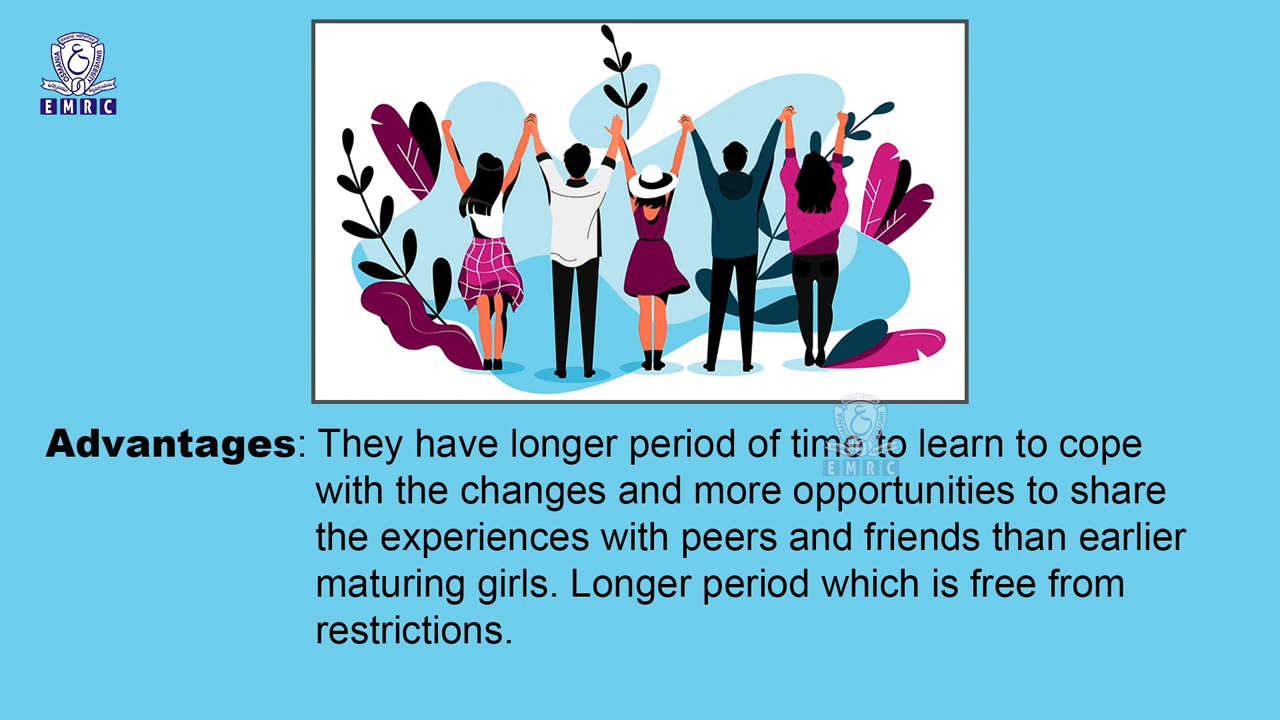 OSMANIA UNIVERSITY
EMRC
Advantages: They have longer period of time to learn to cope
EMRC
with the changes and more opportunities to share
the experiences with peers and friends than earlier
maturing girls. Longer period which is free from
restrictions.